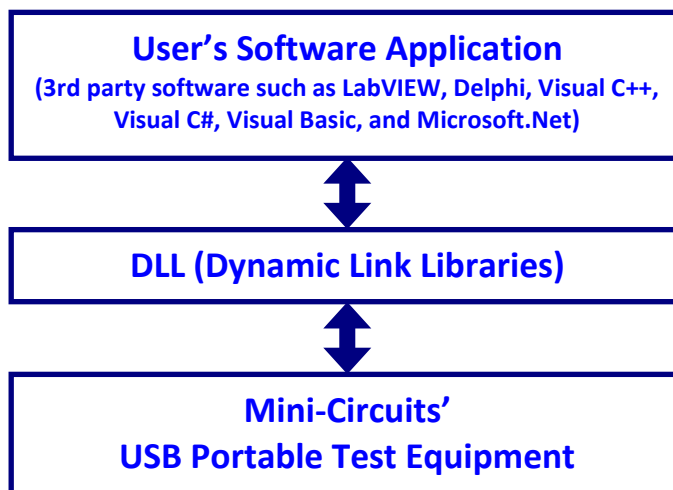 User’s Software Application
(3rd party software such as LabVIEW, Delphi, Visual C++,
Visual C#, Visual Basic, and Microsoft.Net)
DLL (Dynamic Link Libraries)
Mini-Circuits’
USB Portable Test Equipment